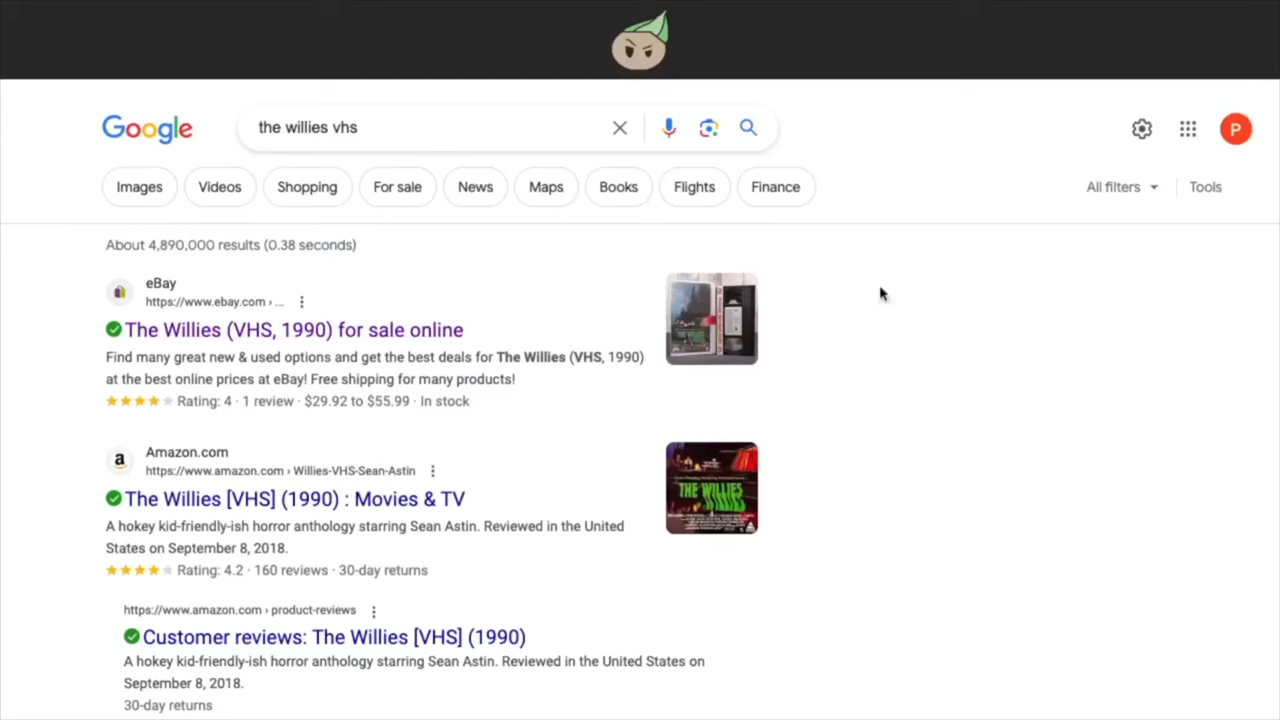 Google
the willies vhs
P
Images Videos Shopping For sale News Maps Books Flights Finance All filters Tools
About 4,890,000 results (0.38 seconds)
eBay
https://www.ebay.com › ...
The Willies (VHS, 1990) for sale online
Find many great new & used options and get the best deals for The Willies (VHS, 1990)
at the best online prices at eBay! Free shipping for many products!
Rating: 4 · 1 review · $29.92 to $55.99 · In stock
a
Amazon.com
https://www.amazon.com › Willies-VHS-Sean-Astin
The Willies [VHS] (1990) : Movies & TV
A hokey kid-friendly-ish horror anthology starring Sean Astin. Reviewed in the United
States on September 8, 2018.
Rating: 4.2 · 160 reviews · 30-day returns
THE WILLIES
https://www.amazon.com › product-reviews
Customer reviews: The Willies [VHS] (1990)
A hokey kid-friendly-ish horror anthology starring Sean Astin. Reviewed in the United States on
September 8, 2018.
30-day returns